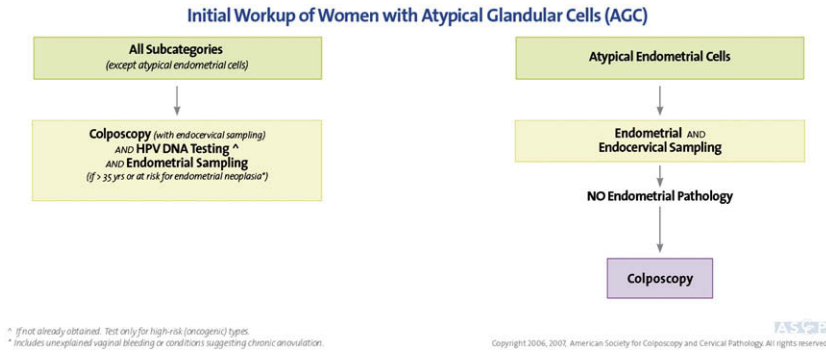 Initial Workup of Women with Atypical Glandular Cells (AGC)
All Subcategories
(except atypical endometrial cells)
Colposcopy (with endocervical sampling)
AND HPV DNA Testing ^
AND Endometrial Sampling
(if > 35 yrs or at risk for endometrial neoplasia*)
Atypical Endometrial Cells
Endometrial AND
Endocervical Sampling
NO Endometrial Pathology
Colposcopy
^ If not already obtained. Test only for high-risk (oncogenic) types.
* Includes unexplained vaginal bleeding or conditions suggesting chronic anovulation.
Copyright 2006, 2007, American Society for Colposcopy and Cervical Pathology. All rights reserved